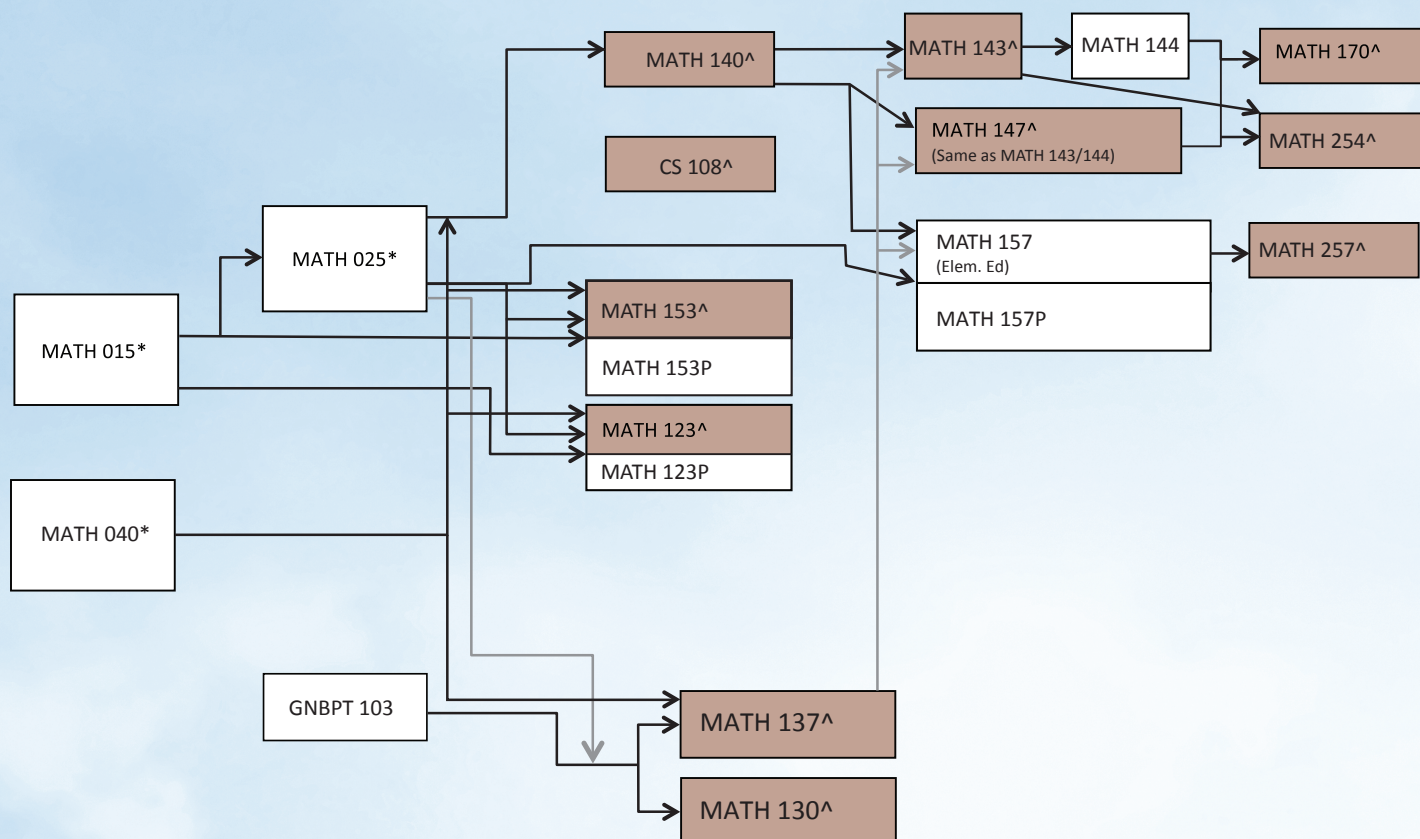 MATH 140^
MATH 143^
MATH 144
MATH 170^
MATH 147^
(Same as MATH 143/144)
MATH 254^
CS 108^
MATH 025*
MATH 157
(Elem. Ed)
MATH 257^
MATH 157P
MATH 015*
MATH 153^
MATH 153P
MATH 123^
MATH 123P
MATH 040*
GNBPT 103
MATH 137^
MATH 130^